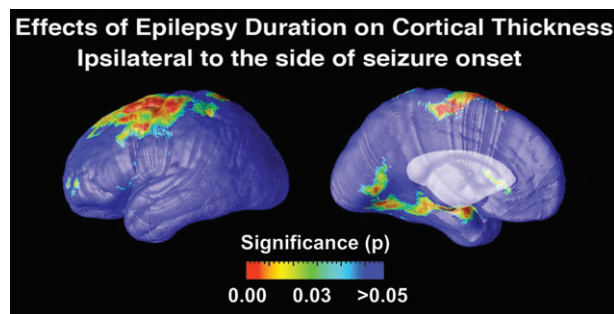 Effects of Epilepsy Duration on Cortical Thickness
Ipsilateral to the side of seizure onset
Significance (p)
0.00 0.03 >0.05